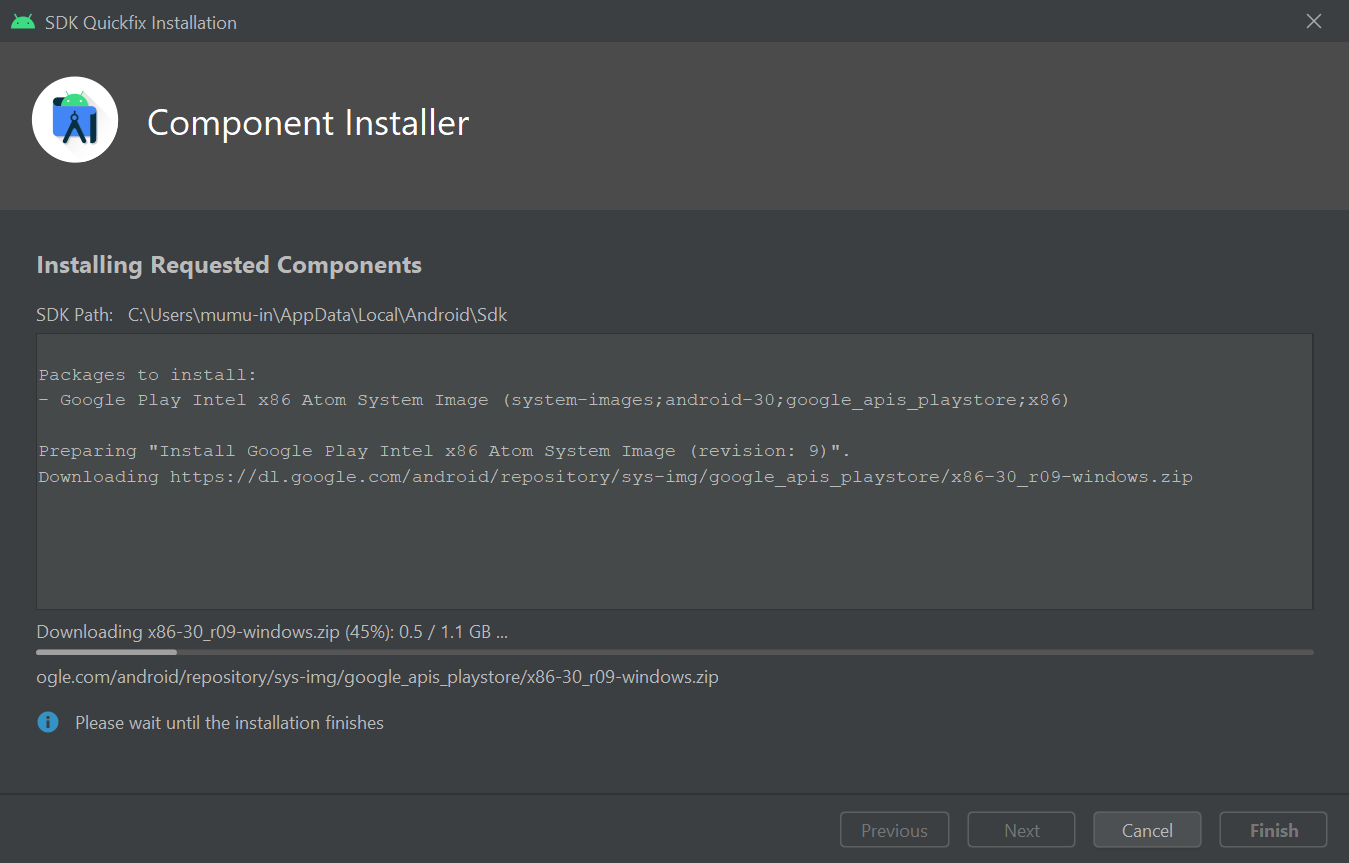 SDK Quickfix Installation
Component Installer
Installing Requested Components
SDK Path: C:\Users\mumu-in\AppData\Local\Android\Sdk
Packages to install:
- Google Play Intel x86 Atom System Image (system-images;android-30;google_apis_playstore;x86)
Preparing "Install Google Play Intel x86 Atom System Image (revision: 9)".
Downloading https://dl.google.com/android/repository/sys-img/google_apis_playstore/x86-30_r09-windows.zip
Downloading x86-30_r09-windows.zip (45%): 0.5 / 1.1 GB ...
ogle.com/android/repository/sys-img/google_apis_playstore/x86-30_r09-windows.zip
Please wait until the installation finishes
Previous Next Cancel Finish